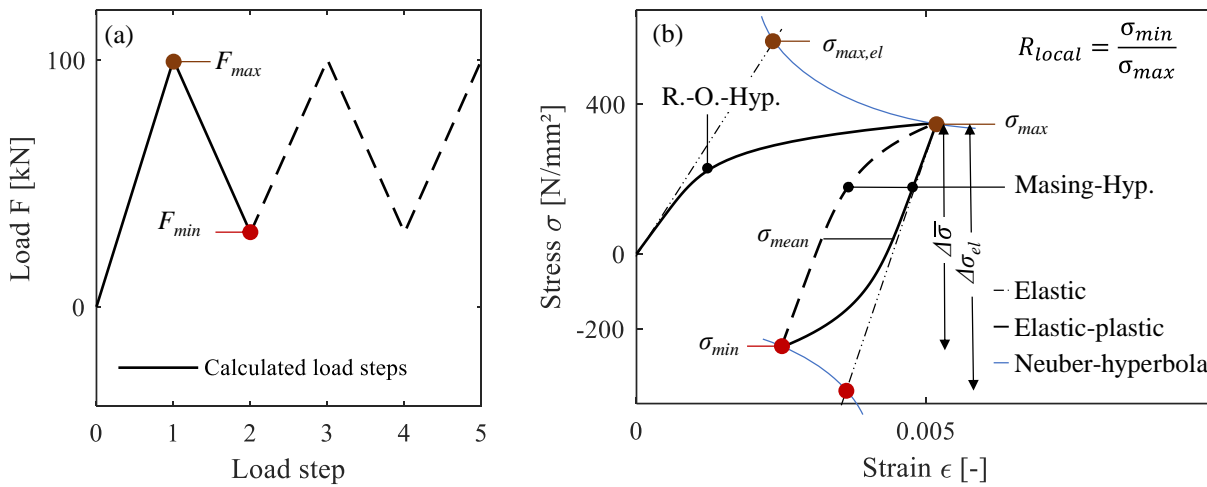 (a)
Load F [kN]
100
0
F_max
F_min
Calculated load steps
0 1 2 3 4 5
Load step
(b)
Stress σ [N/mm²]
400
0
-200
σ_max,el
R_local = σ_min / σ_max
R.-O.-Hyp.
σ_max
Masing-Hyp.
σ_mean
Δσ̅
Δσ_el
σ_min
Elastic
Elastic-plastic
Neuber-hyperbola
0 0.005
Strain ϵ [-]